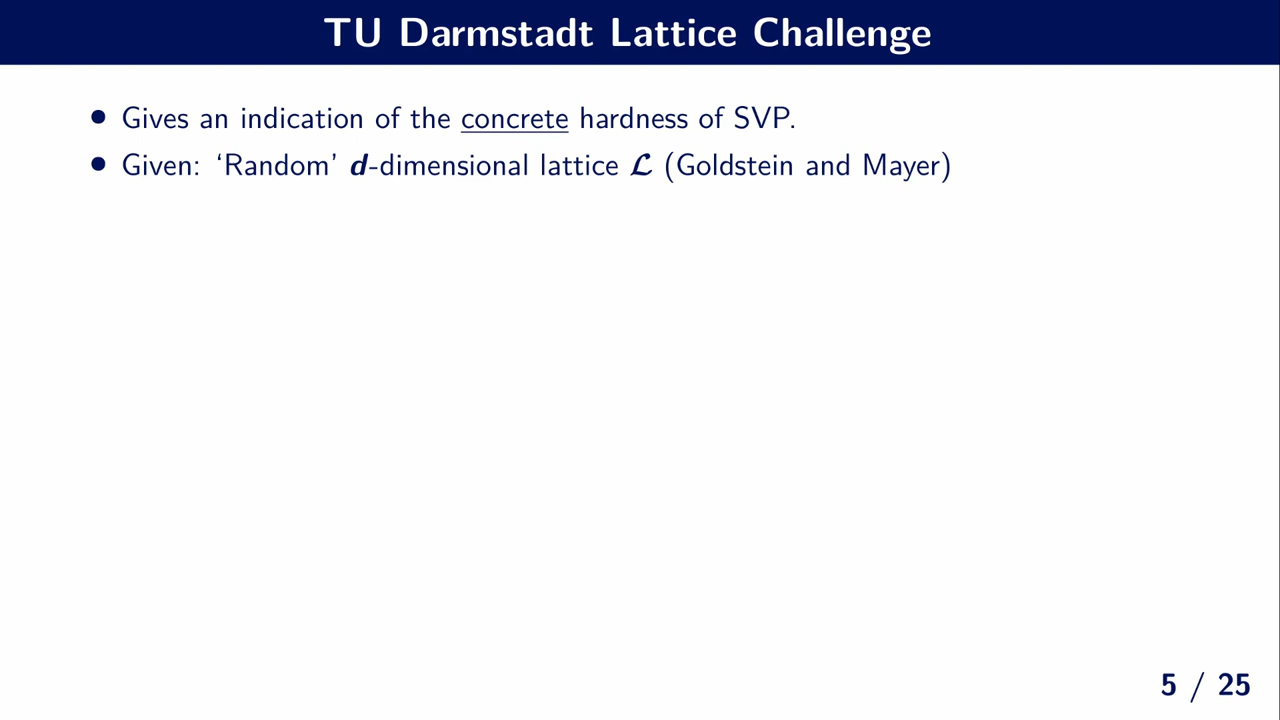 TU Darmstadt Lattice Challenge
• Gives an indication of the concrete hardness of SVP.
• Given: ‘Random’ d-dimensional lattice ℒ (Goldstein and Mayer)
5 / 25